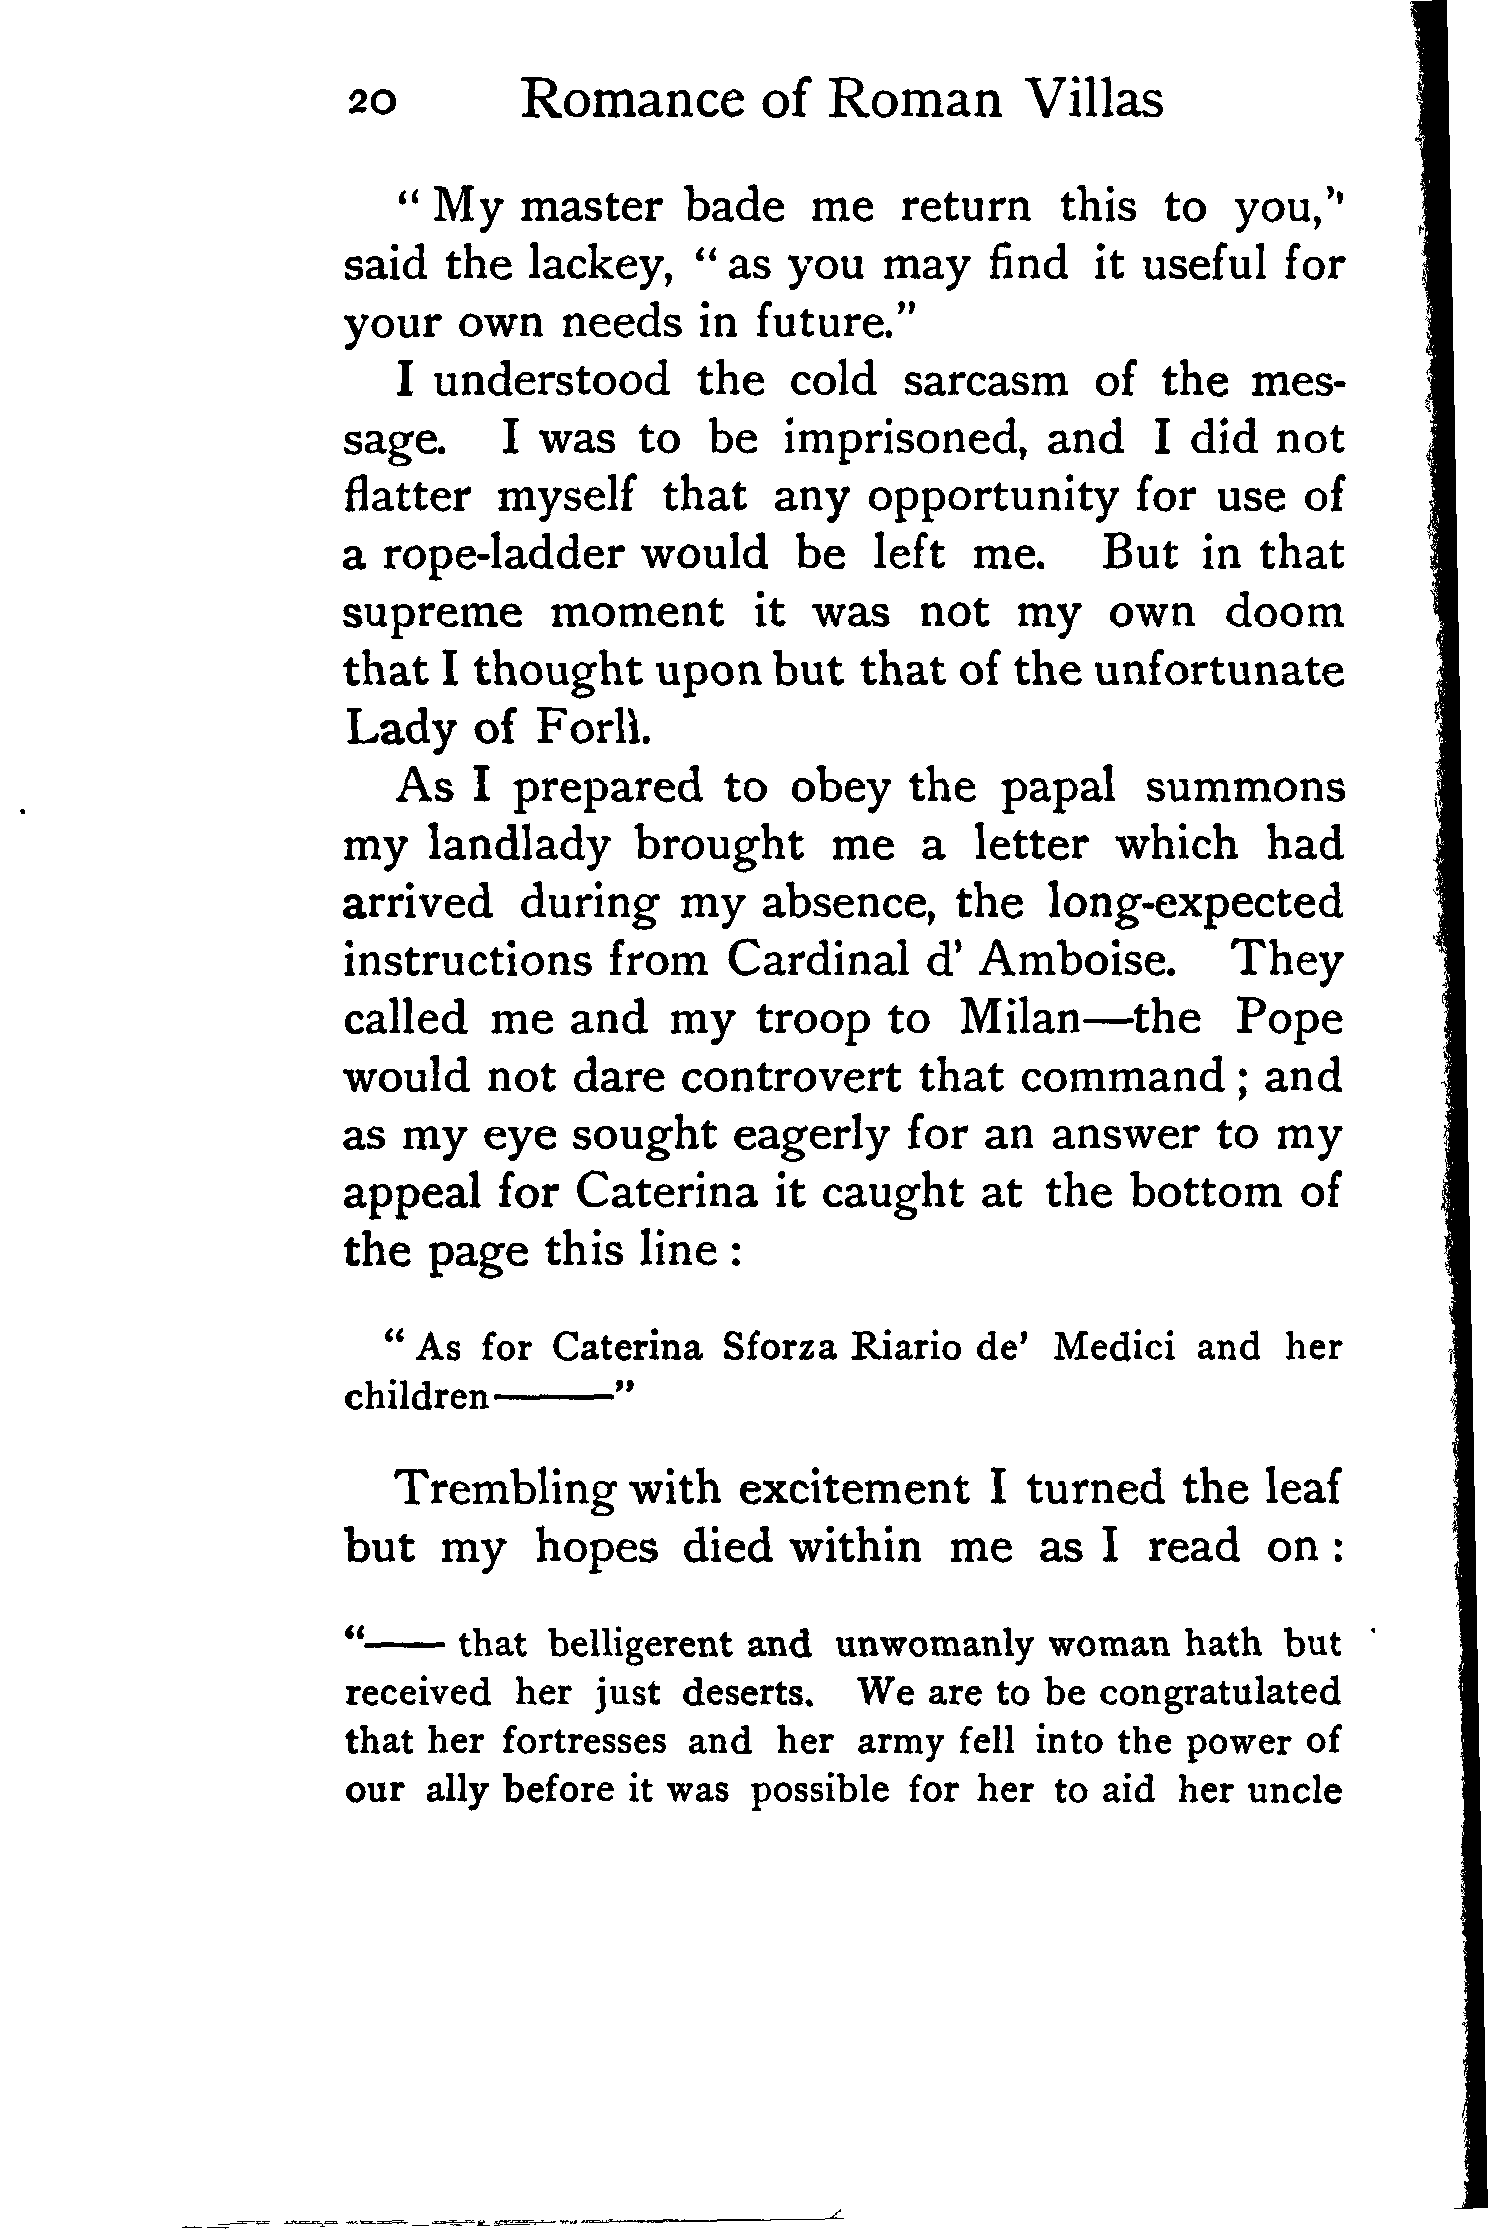 20 Romance of Roman Villas
“ My master bade me return this to you,”
said the lackey, “ as you may find it useful for
your own needs in future.”
I understood the cold sarcasm of the mes-
sage. I was to be imprisoned, and I did not
flatter myself that any opportunity for use of
a rope-ladder would be left me. But in that
supreme moment it was not my own doom
that I thought upon but that of the unfortunate
Lady of Forlì.
As I prepared to obey the papal summons
my landlady brought me a letter which had
arrived during my absence, the long-expected
instructions from Cardinal d’ Amboise. They
called me and my troop to Milan—the Pope
would not dare controvert that command ; and
as my eye sought eagerly for an answer to my
appeal for Caterina it caught at the bottom of
the page this line :
“ As for Caterina Sforza Riario de’ Medici and her
children———”
Trembling with excitement I turned the leaf
but my hopes died within me as I read on :
“—— that belligerent and unwomanly woman hath but
received her just deserts. We are to be congratulated
that her fortresses and her army fell into the power of
our ally before it was possible for her to aid her uncle